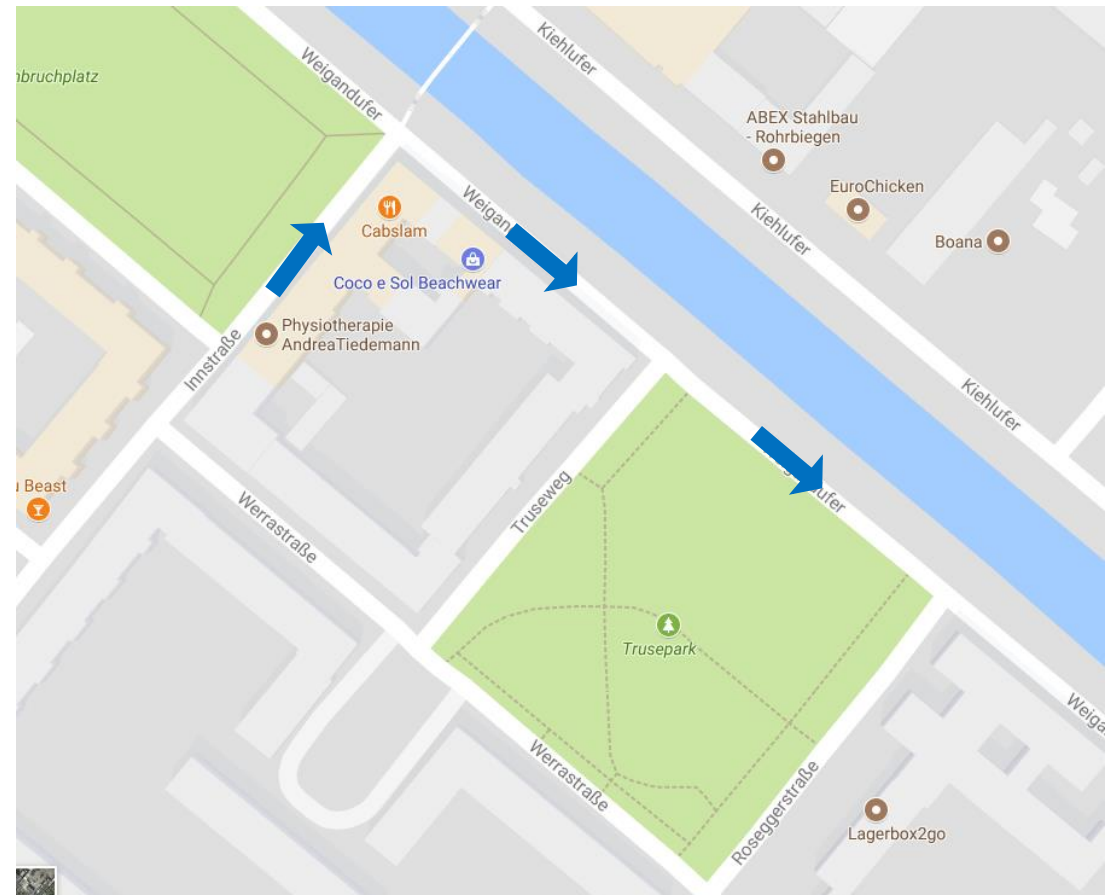 Kiehlufer
Weigandufer
nbruchplatz
ABEX Stahlbau
- Rohrbiegen
EuroChicken
Weigan
Kiehlufer
Cabslam
Boana
Coco e Sol Beachwear
Physiotherapie
AndreaTiedemann
Innstraße
Kiehlufer
Beast
Truseweg
ufer
Werrastraße
Trusepark
Weiga
Werrastraße
Roseggerstraße
Lagerbox2go